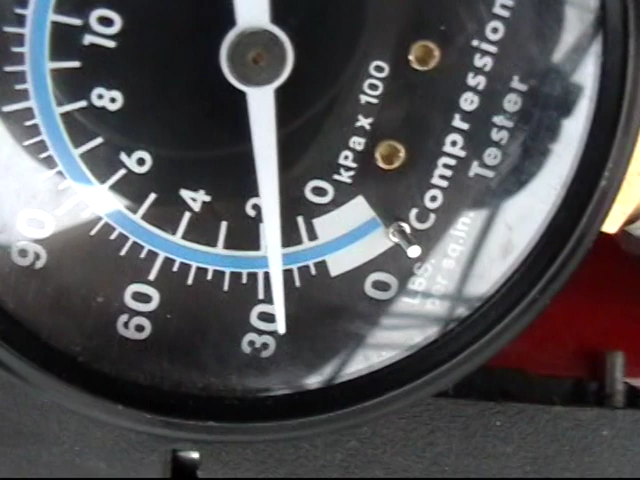 10
8
6
4
2
0
kPa x 100
Compression
Tester
90
60
30
0
LBS.
per sq.in.